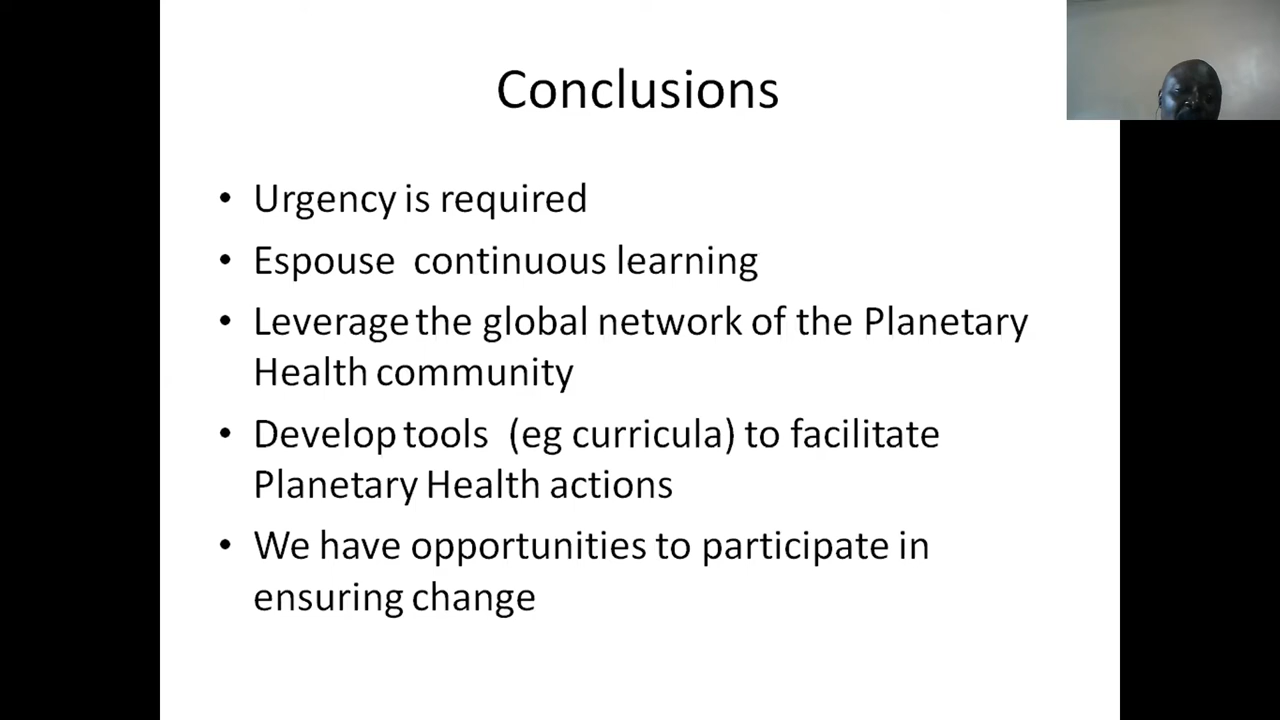 Conclusions
• Urgency is required
• Espouse  continuous learning
• Leverage the global network of the Planetary
Health community
• Develop tools  (eg curricula) to facilitate
Planetary Health actions
• We have opportunities to participate in
ensuring change